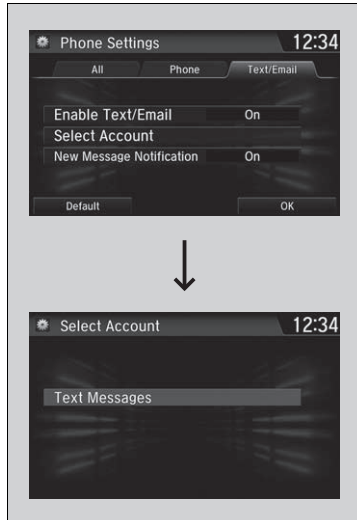 Phone Settings 12:34
All Phone Text/Email
Enable Text/Email On
Select Account
New Message Notification On
Default OK
Select Account 12:34
Text Messages